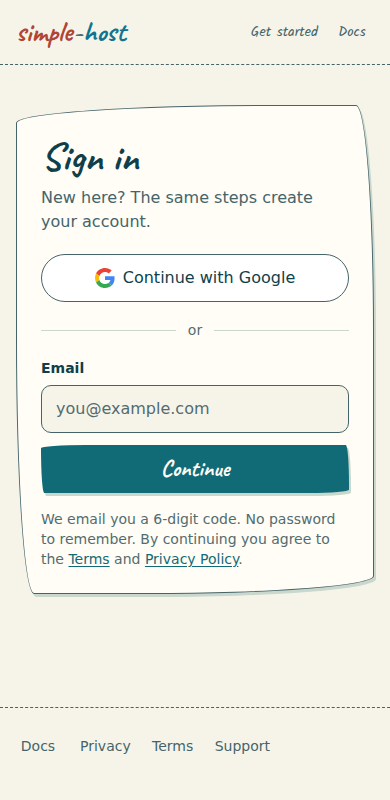 simple-host
Get started Docs
Sign in
New here? The same steps create
your account.
Continue with Google
or
Email
you@example.com
Continue
We email you a 6-digit code. No password
to remember. By continuing you agree to
the Terms and Privacy Policy.
Docs Privacy Terms Support